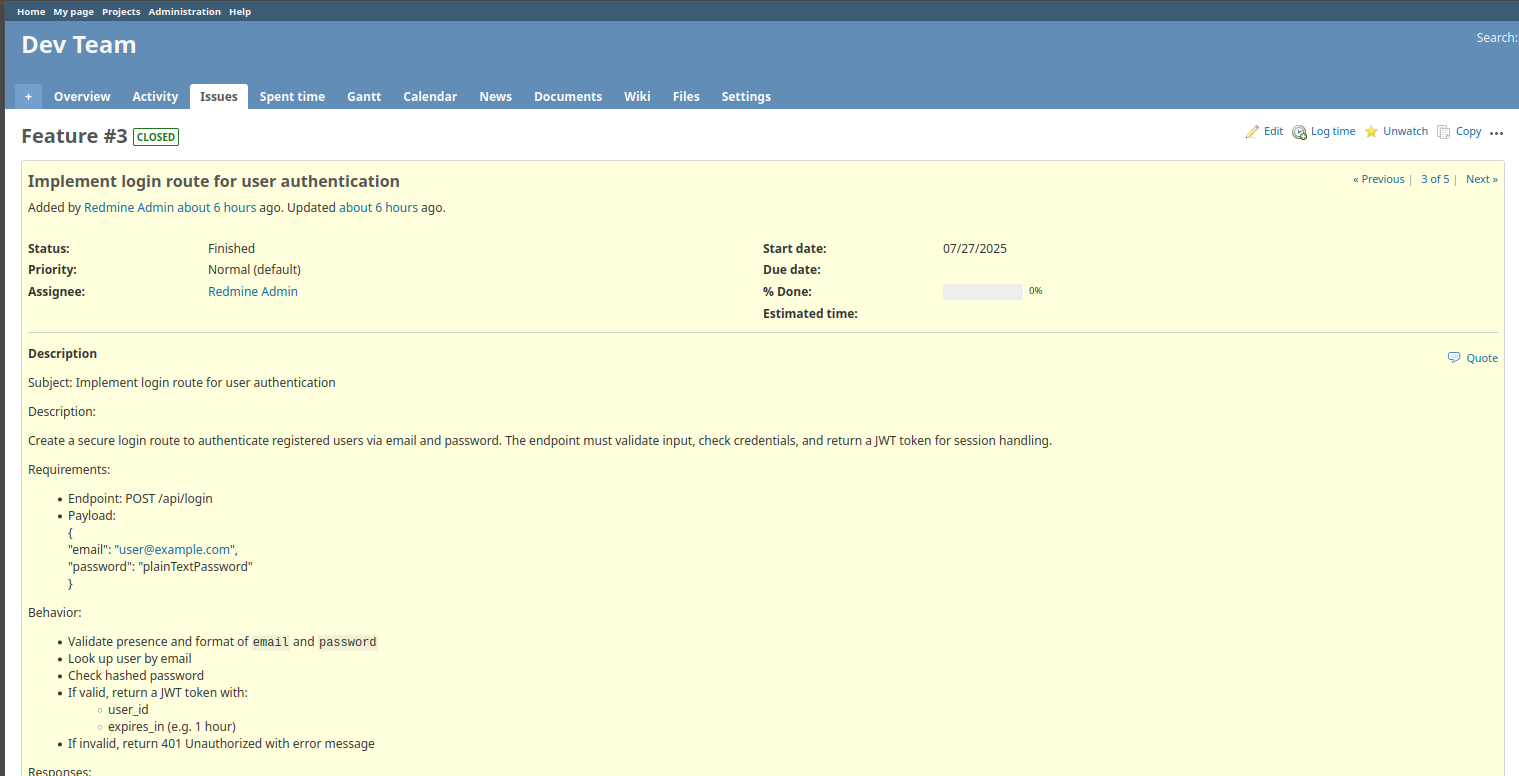 Home My page Projects Administration Help
Dev Team
Search:
+ Overview Activity Issues Spent time Gantt Calendar News Documents Wiki Files Settings
Feature #3 CLOSED
Edit Log time Unwatch Copy ...
Implement login route for user authentication
« Previous | 3 of 5 | Next »
Added by Redmine Admin about 6 hours ago. Updated about 6 hours ago.
Status: Finished
Start date: 07/27/2025
Priority: Normal (default)
Due date:
Assignee: Redmine Admin
% Done: 0%
Estimated time:
Description
Quote
Subject: Implement login route for user authentication
Description:
Create a secure login route to authenticate registered users via email and password. The endpoint must validate input, check credentials, and return a JWT token for session handling.
Requirements:
• Endpoint: POST /api/login
• Payload:
{
"email": "user@example.com",
"password": "plainTextPassword"
}
Behavior:
• Validate presence and format of email and password
• Look up user by email
• Check hashed password
• If valid, return a JWT token with:
◦ user_id
◦ expires_in (e.g. 1 hour)
• If invalid, return 401 Unauthorized with error message
Responses: